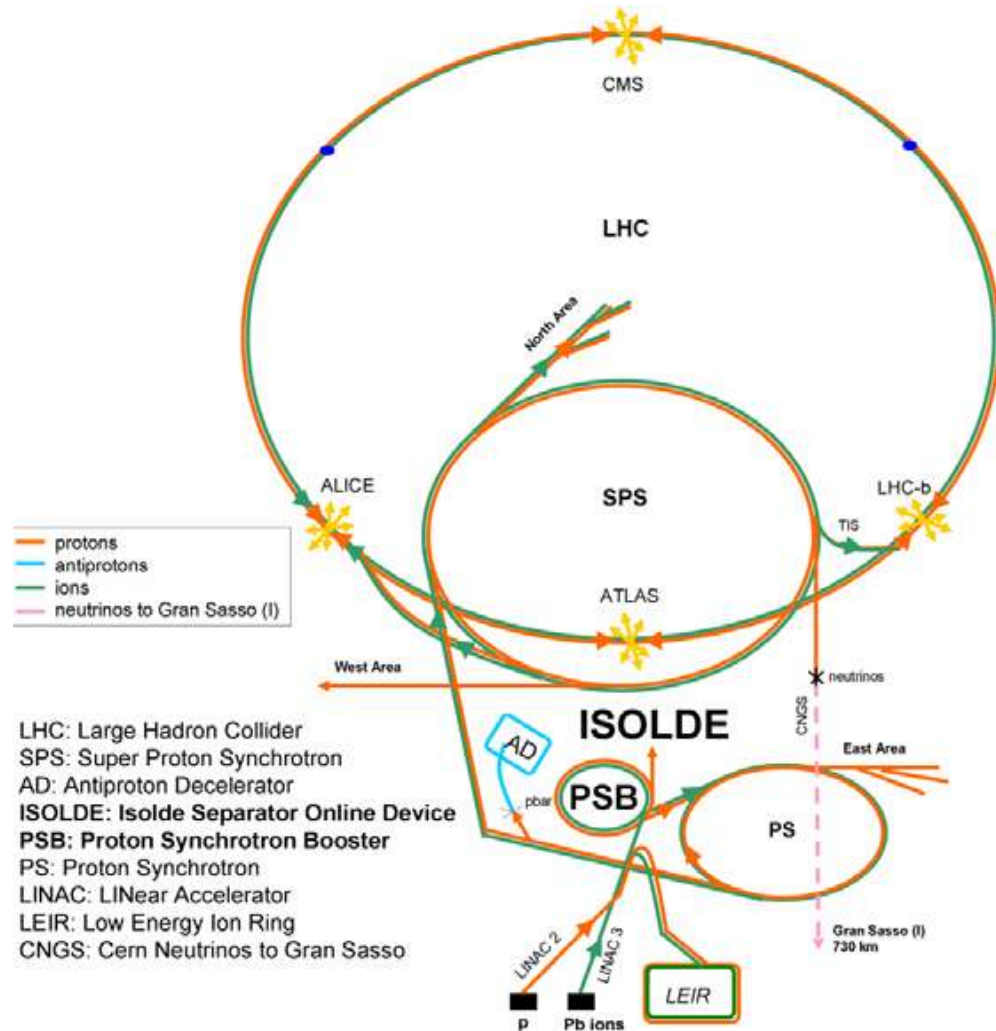 CMS
LHC
North Area
ALICE
SPS
LHC-b
TIS
protons
antiprotons
ions
neutrinos to Gran Sasso (I)
ATLAS
West Area
neutrinos
CNGS
LHC: Large Hadron Collider
SPS: Super Proton Synchrotron
AD: Antiproton Decelerator
ISOLDE: Isolde Separator Online Device
PSB: Proton Synchrotron Booster
PS: Proton Synchrotron
LINAC: LINear Accelerator
LEIR: Low Energy Ion Ring
CNGS: Cern Neutrinos to Gran Sasso
ISOLDE
AD
East Area
pbar
PSB
PS
LINAC 2
LINAC 3
Gran Sasso (I)
730 km
LEIR
p
Pb ions